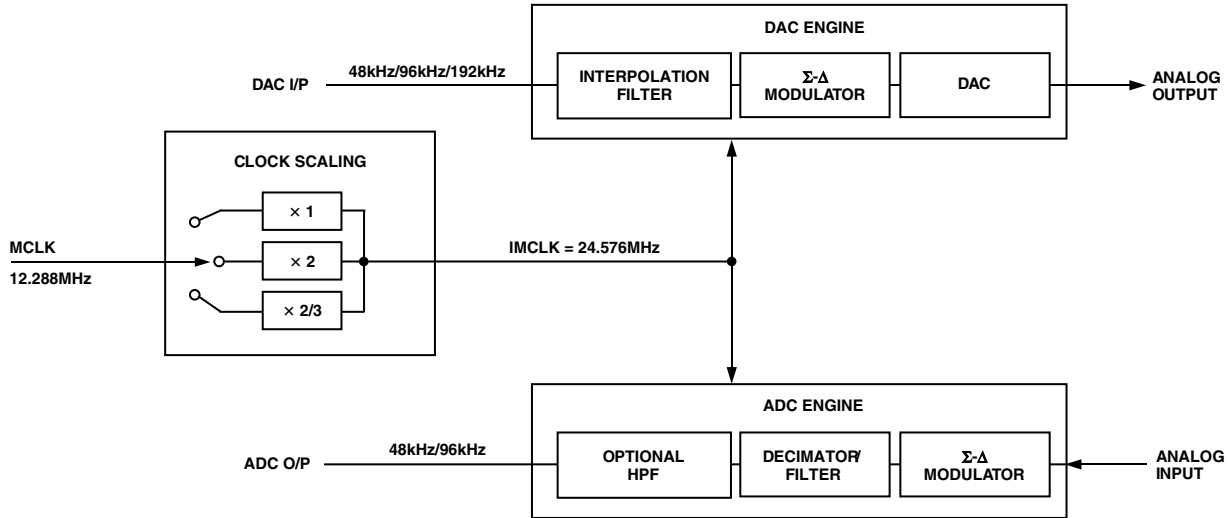 DAC ENGINE
DAC I/P
48kHz/96kHz/192kHz
INTERPOLATION
FILTER
Σ-Δ
MODULATOR
DAC
ANALOG
OUTPUT
CLOCK SCALING
× 1
× 2
× 2/3
MCLK
12.288MHz
IMCLK = 24.576MHz
ADC ENGINE
ADC O/P
48kHz/96kHz
OPTIONAL
HPF
DECIMATOR/
FILTER
Σ-Δ
MODULATOR
ANALOG
INPUT